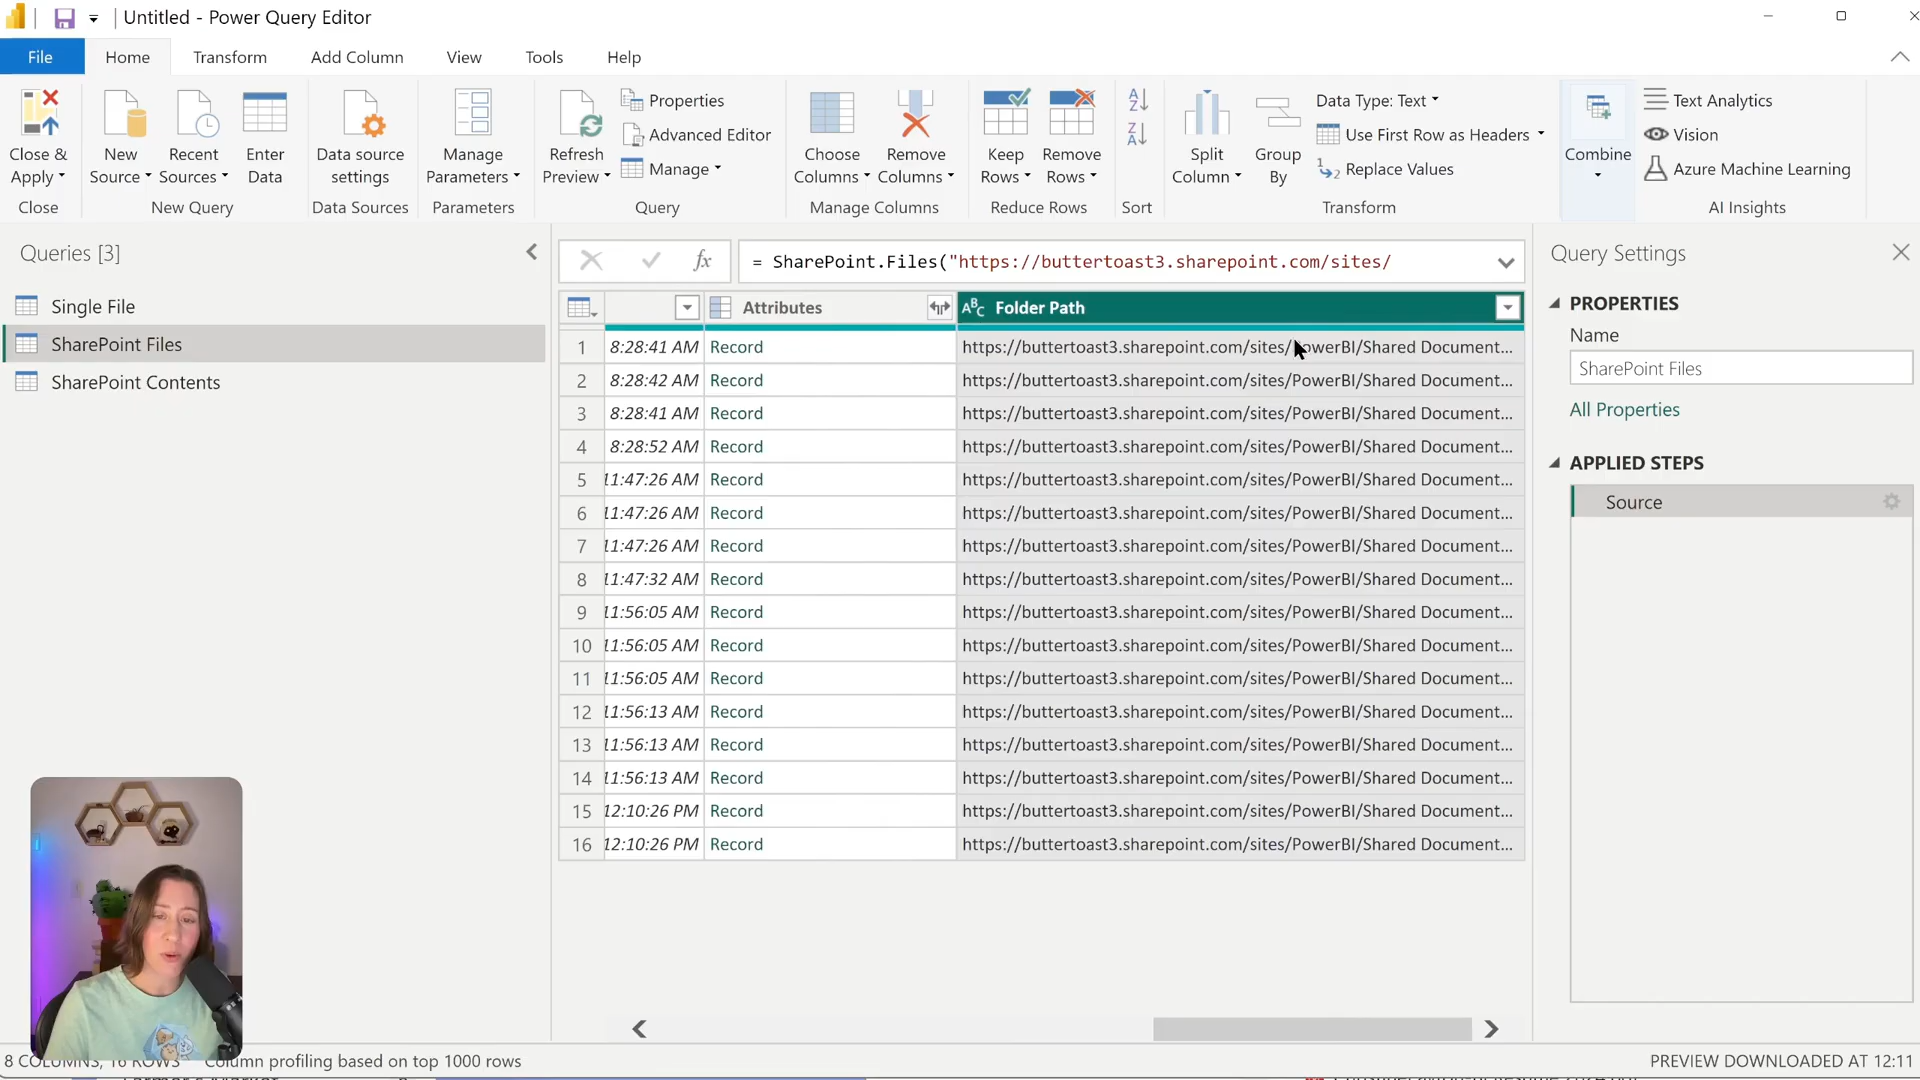 Untitled - Power Query Editor
File Home Transform Add Column View Tools Help
Close & Apply
New Source
Recent Sources
Enter Data
Data source settings
Manage Parameters
Refresh Preview
Properties
Advanced Editor
Manage
Choose Columns
Remove Columns
Keep Rows
Remove Rows
Split Column
Group By
Data Type: Text
Use First Row as Headers
Replace Values
Combine
Text Analytics
Vision
Azure Machine Learning
Close New Query Data Sources Parameters Query Manage Columns Reduce Rows Sort Transform AI Insights
Queries [3]
Single File
SharePoint Files
SharePoint Contents
fx = SharePoint.Files("https://buttertoast3.sharepoint.com/sites/
Attributes ABC Folder Path
1 8:28:41 AM Record https://buttertoast3.sharepoint.com/sites/PowerBI/Shared Document...
2 8:28:42 AM Record https://buttertoast3.sharepoint.com/sites/PowerBI/Shared Document...
3 8:28:41 AM Record https://buttertoast3.sharepoint.com/sites/PowerBI/Shared Document...
4 8:28:52 AM Record https://buttertoast3.sharepoint.com/sites/PowerBI/Shared Document...
5 11:47:26 AM Record https://buttertoast3.sharepoint.com/sites/PowerBI/Shared Document...
6 11:47:26 AM Record https://buttertoast3.sharepoint.com/sites/PowerBI/Shared Document...
7 11:47:26 AM Record https://buttertoast3.sharepoint.com/sites/PowerBI/Shared Document...
8 11:47:32 AM Record https://buttertoast3.sharepoint.com/sites/PowerBI/Shared Document...
9 11:56:05 AM Record https://buttertoast3.sharepoint.com/sites/PowerBI/Shared Document...
10 11:56:05 AM Record https://buttertoast3.sharepoint.com/sites/PowerBI/Shared Document...
11 11:56:05 AM Record https://buttertoast3.sharepoint.com/sites/PowerBI/Shared Document...
12 11:56:13 AM Record https://buttertoast3.sharepoint.com/sites/PowerBI/Shared Document...
13 11:56:13 AM Record https://buttertoast3.sharepoint.com/sites/PowerBI/Shared Document...
14 11:56:13 AM Record https://buttertoast3.sharepoint.com/sites/PowerBI/Shared Document...
15 12:10:26 PM Record https://buttertoast3.sharepoint.com/sites/PowerBI/Shared Document...
16 12:10:26 PM Record https://buttertoast3.sharepoint.com/sites/PowerBI/Shared Document...
Query Settings
PROPERTIES
Name
SharePoint Files
All Properties
APPLIED STEPS
Source
8 COLUMNS, 16 ROWS Column profiling based on top 1000 rows
PREVIEW DOWNLOADED AT 12:11